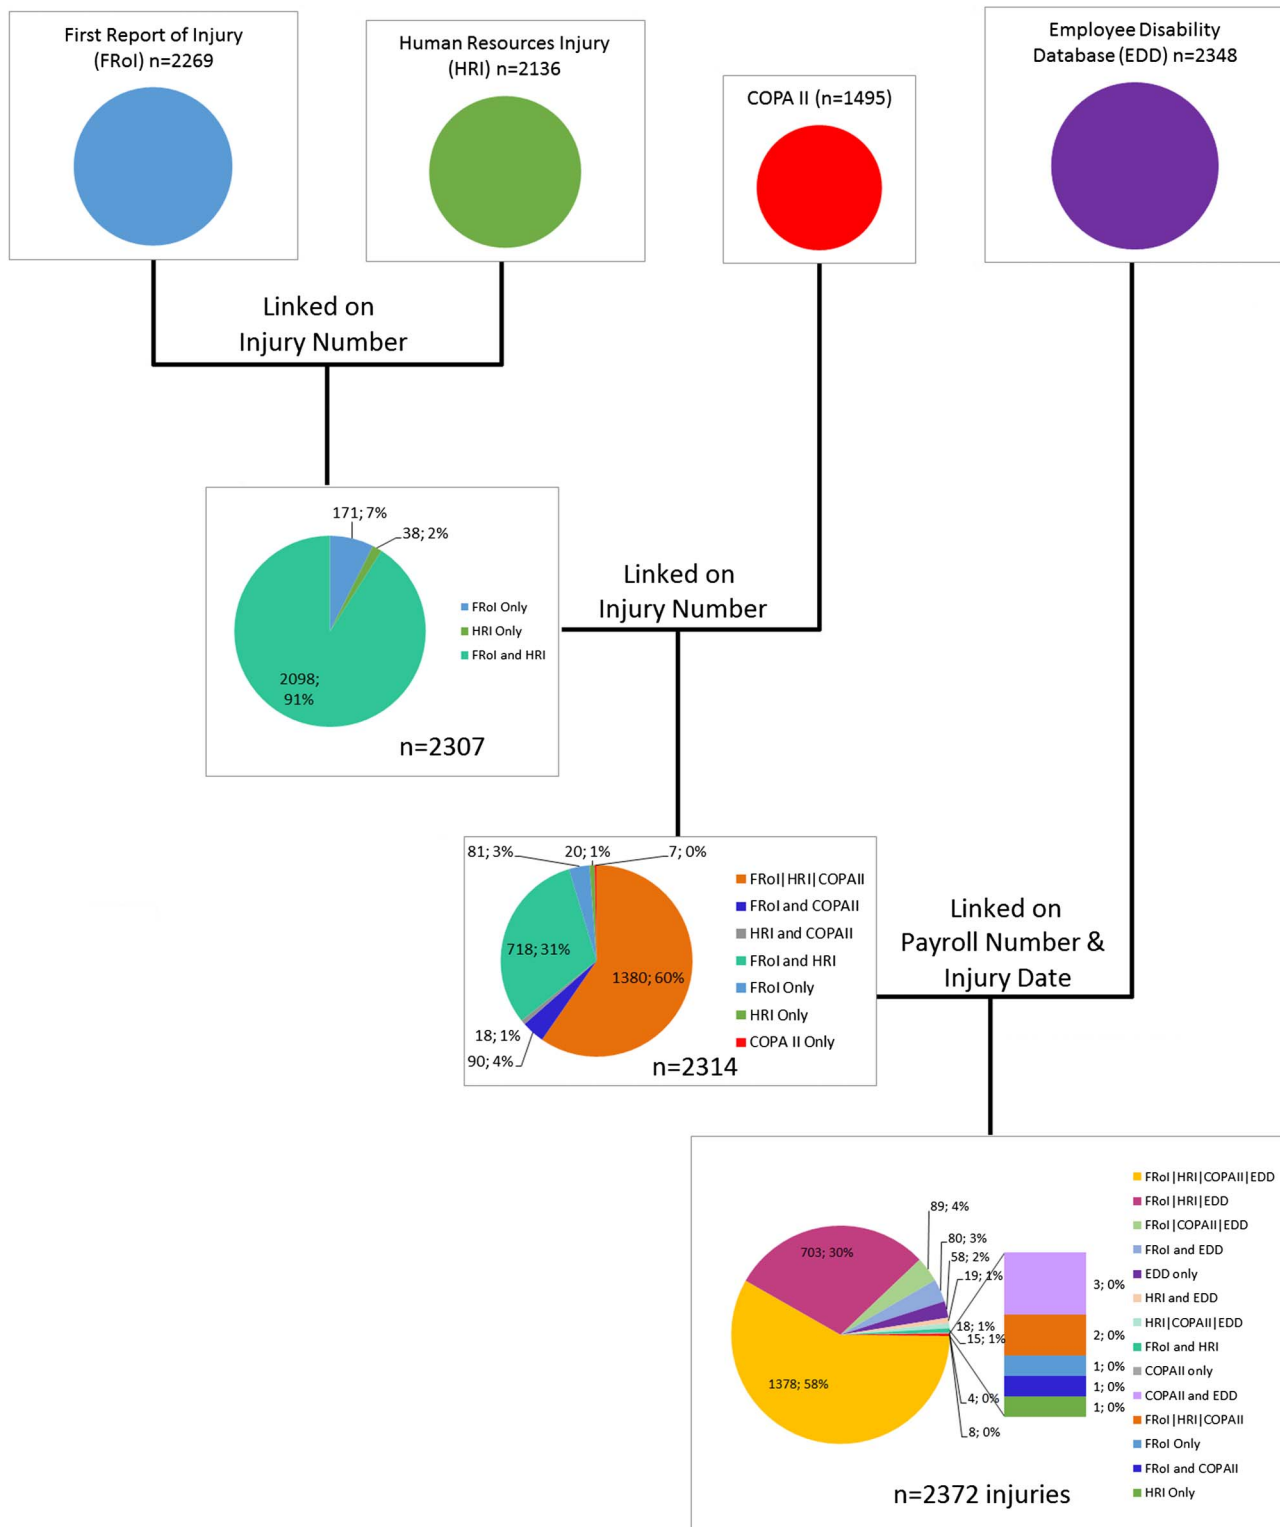 First Report of Injury
(FRoI) n=2269
Human Resources Injury
(HRI) n=2136
COPA II (n=1495)
Employee Disability
Database (EDD) n=2348
Linked on
Injury Number
171; 7%
38; 2%
2098;
91%
FRoI Only
HRI Only
FRoI and HRI
n=2307
Linked on
Injury Number
81; 3%
20; 1%
7; 0%
718; 31%
1380; 60%
18; 1%
90; 4%
FRoI|HRI|COPAII
FRoI and COPAII
HRI and COPAII
FRoI and HRI
FRoI Only
HRI Only
COPA II Only
n=2314
Linked on
Payroll Number &
Injury Date
703; 30%
1378; 58%
89; 4%
80; 3%
58; 2%
19; 1%
18; 1%
15; 1%
4; 0%
8; 0%
3; 0%
2; 0%
1; 0%
1; 0%
1; 0%
FRoI|HRI|COPAII|EDD
FRoI|HRI|EDD
FRoI|COPAII|EDD
FRoI and EDD
EDD only
HRI and EDD
HRI|COPAII|EDD
FRoI and HRI
COPAII only
COPAII and EDD
FRoI|HRI|COPAII
FRoI Only
FRoI and COPAII
HRI Only
n=2372 injuries